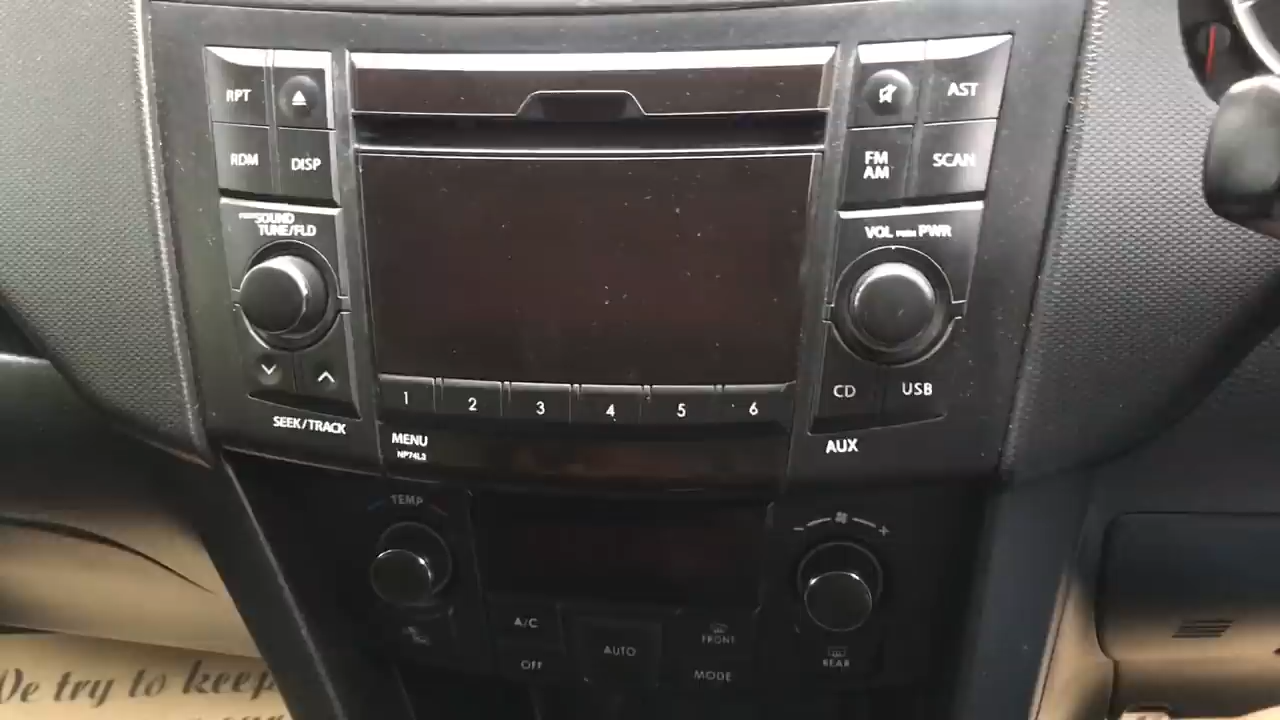 RPT
RDM
DISP
SOUND
TUNE/FLD
SEEK/TRACK
AST
FM
AM
SCAN
VOL PUSH PWR
CD
USB
AUX
1 2 3 4 5 6
MENU
NP74L2
TEMP
- +
A/C
OFF
AUTO
FRONT
MODE
REAR
We try to keep